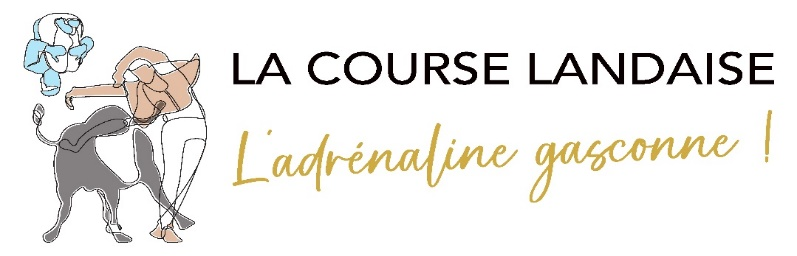 LA COURSE LANDAISE
L'adrénaline gasconne !